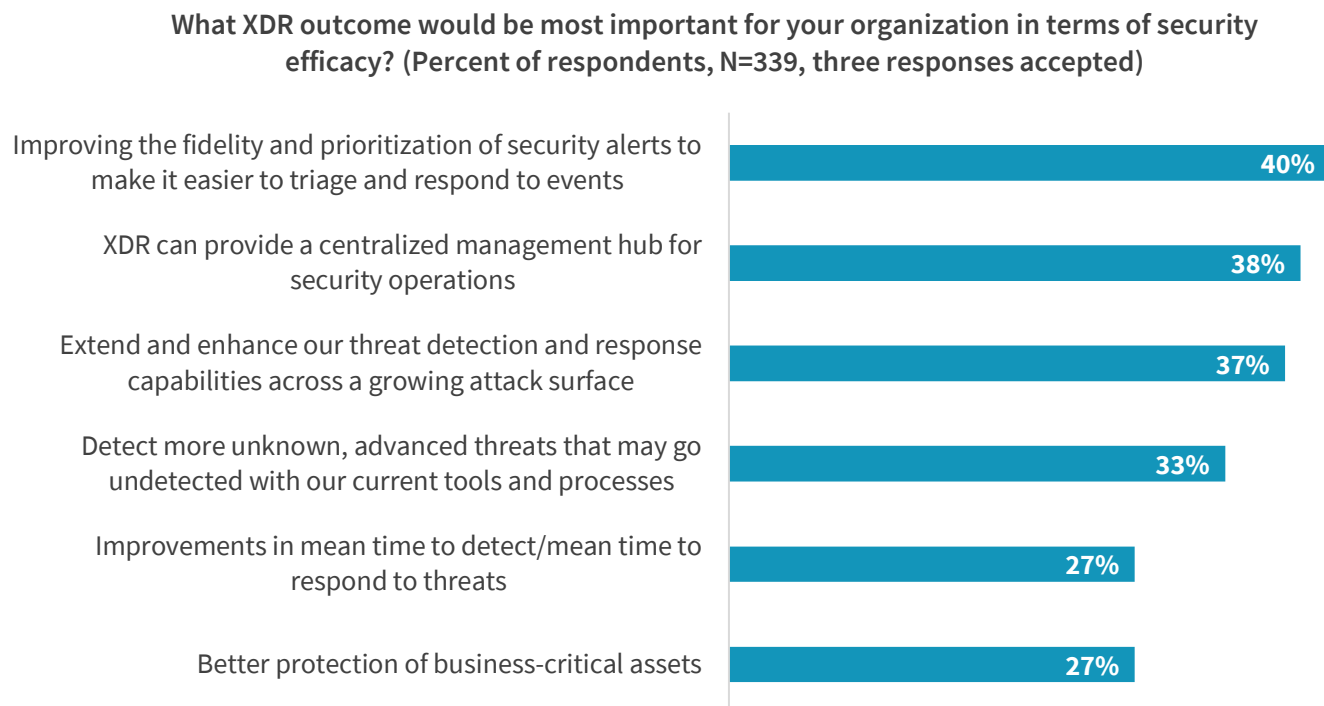 What XDR outcome would be most important for your organization in terms of security
efficacy? (Percent of respondents, N=339, three responses accepted)
Improving the fidelity and prioritization of security alerts to
make it easier to triage and respond to events
40%
XDR can provide a centralized management hub for
security operations
38%
Extend and enhance our threat detection and response
capabilities across a growing attack surface
37%
Detect more unknown, advanced threats that may go
undetected with our current tools and processes
33%
Improvements in mean time to detect/mean time to
respond to threats
27%
Better protection of business-critical assets
27%